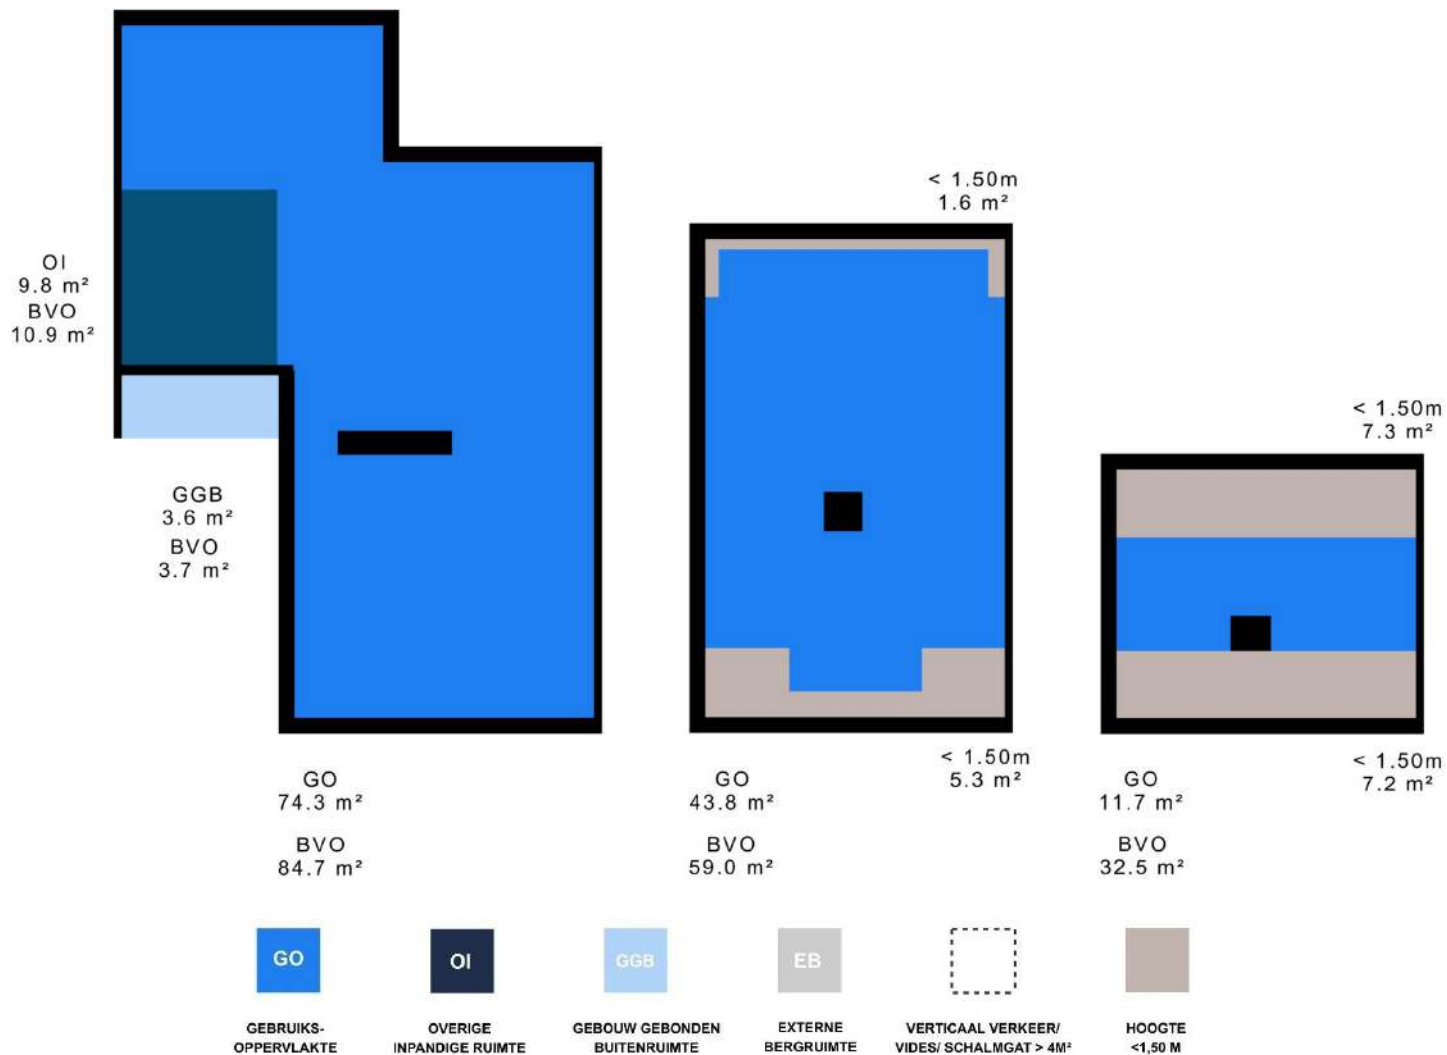 < 1.50m
1.6 m²
OI
9.8 m²
BVO
10.9 m²
< 1.50m
7.3 m²
GGB
3.6 m²
BVO
3.7 m²
GO
74.3 m²
BVO
84.7 m²
GO
43.8 m²
BVO
59.0 m²
< 1.50m
5.3 m²
GO
11.7 m²
BVO
32.5 m²
< 1.50m
7.2 m²
GO
GEBRUIKS-
OPPERVLAKTE
OI
OVERIGE
INPANDIGE RUIMTE
GGB
GEBOUW GEBONDEN
BUITENRUIMTE
EB
EXTERNE
BERGRUIMTE
VERTICAAL VERKEER/
VIDES/ SCHALMGAT > 4M²
HOOGTE
<1,50 M